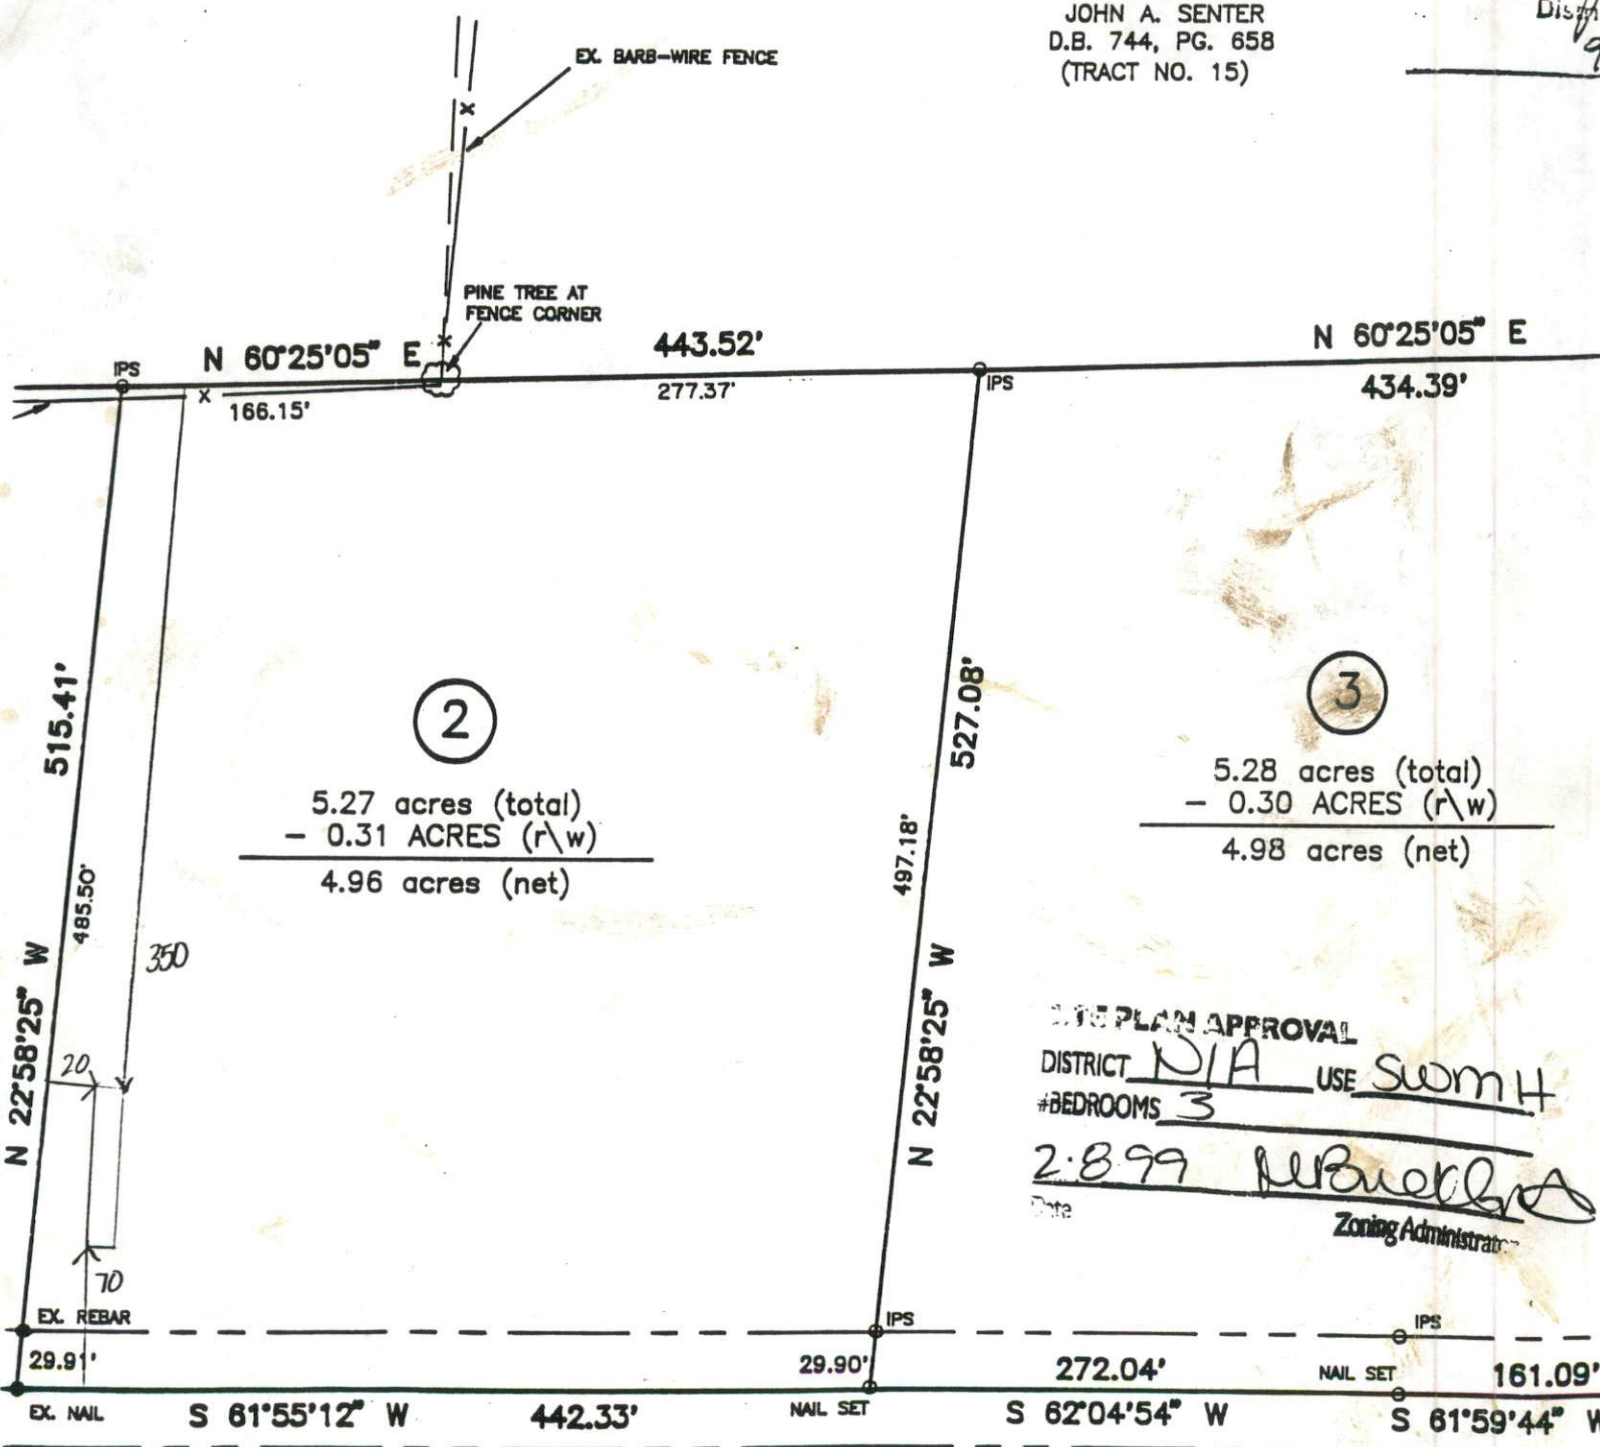 JOHN A. SENTER
D.B. 744, PG. 658
(TRACT NO. 15)
EX. BARB-WIRE FENCE
PINE TREE AT
FENCE CORNER
IPS
N 60°25'05" E
443.52'
N 60°25'05" E
166.15'
277.37'
IPS
434.39'
515.41'
485.50'
N 22°58'25" W
350
20
70
2
5.27 acres (total)
- 0.31 ACRES (r\w)
4.96 acres (net)
527.08'
497.18'
N 22°58'25" W
3
5.28 acres (total)
- 0.30 ACRES (r\w)
4.98 acres (net)
PLAN APPROVAL
DISTRICT N/A USE SWMH
#BEDROOMS 3
2.8.99
Date
Zoning Administrator
EX. REBAR
IPS
IPS
29.91'
29.90'
272.04'
NAIL SET
161.09'
EX. NAIL
S 61°55'12" W
442.33'
NAIL SET
S 62°04'54" W
S 61°59'44" W